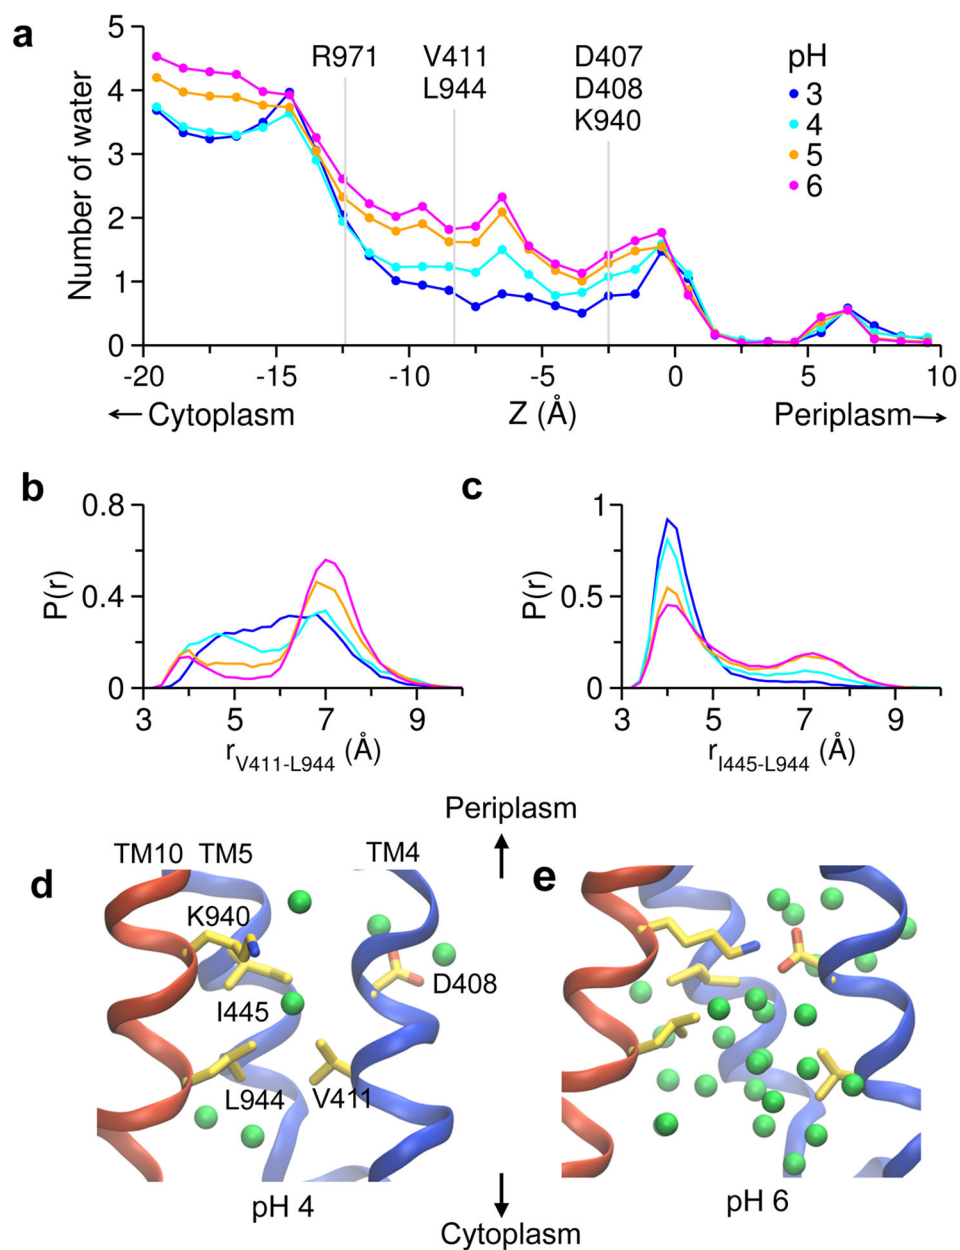 a
5
4
3
2
1
0
Number of water
R971
V411
L944
D407
D408
K940
pH
3
4
5
6
-20 -15 -10 -5 0 5 10
←Cytoplasm Z (Å) Periplasm→
b
0.8
0.4
0
P(r)
3 5 7 9
r V411-L944 (Å)
c
1
0.5
0
P(r)
3 5 7 9
r I445-L944 (Å)
Periplasm
d
TM10 TM5 TM4
K940
I445
D408
L944 V411
pH 4
e
pH 6
Cytoplasm